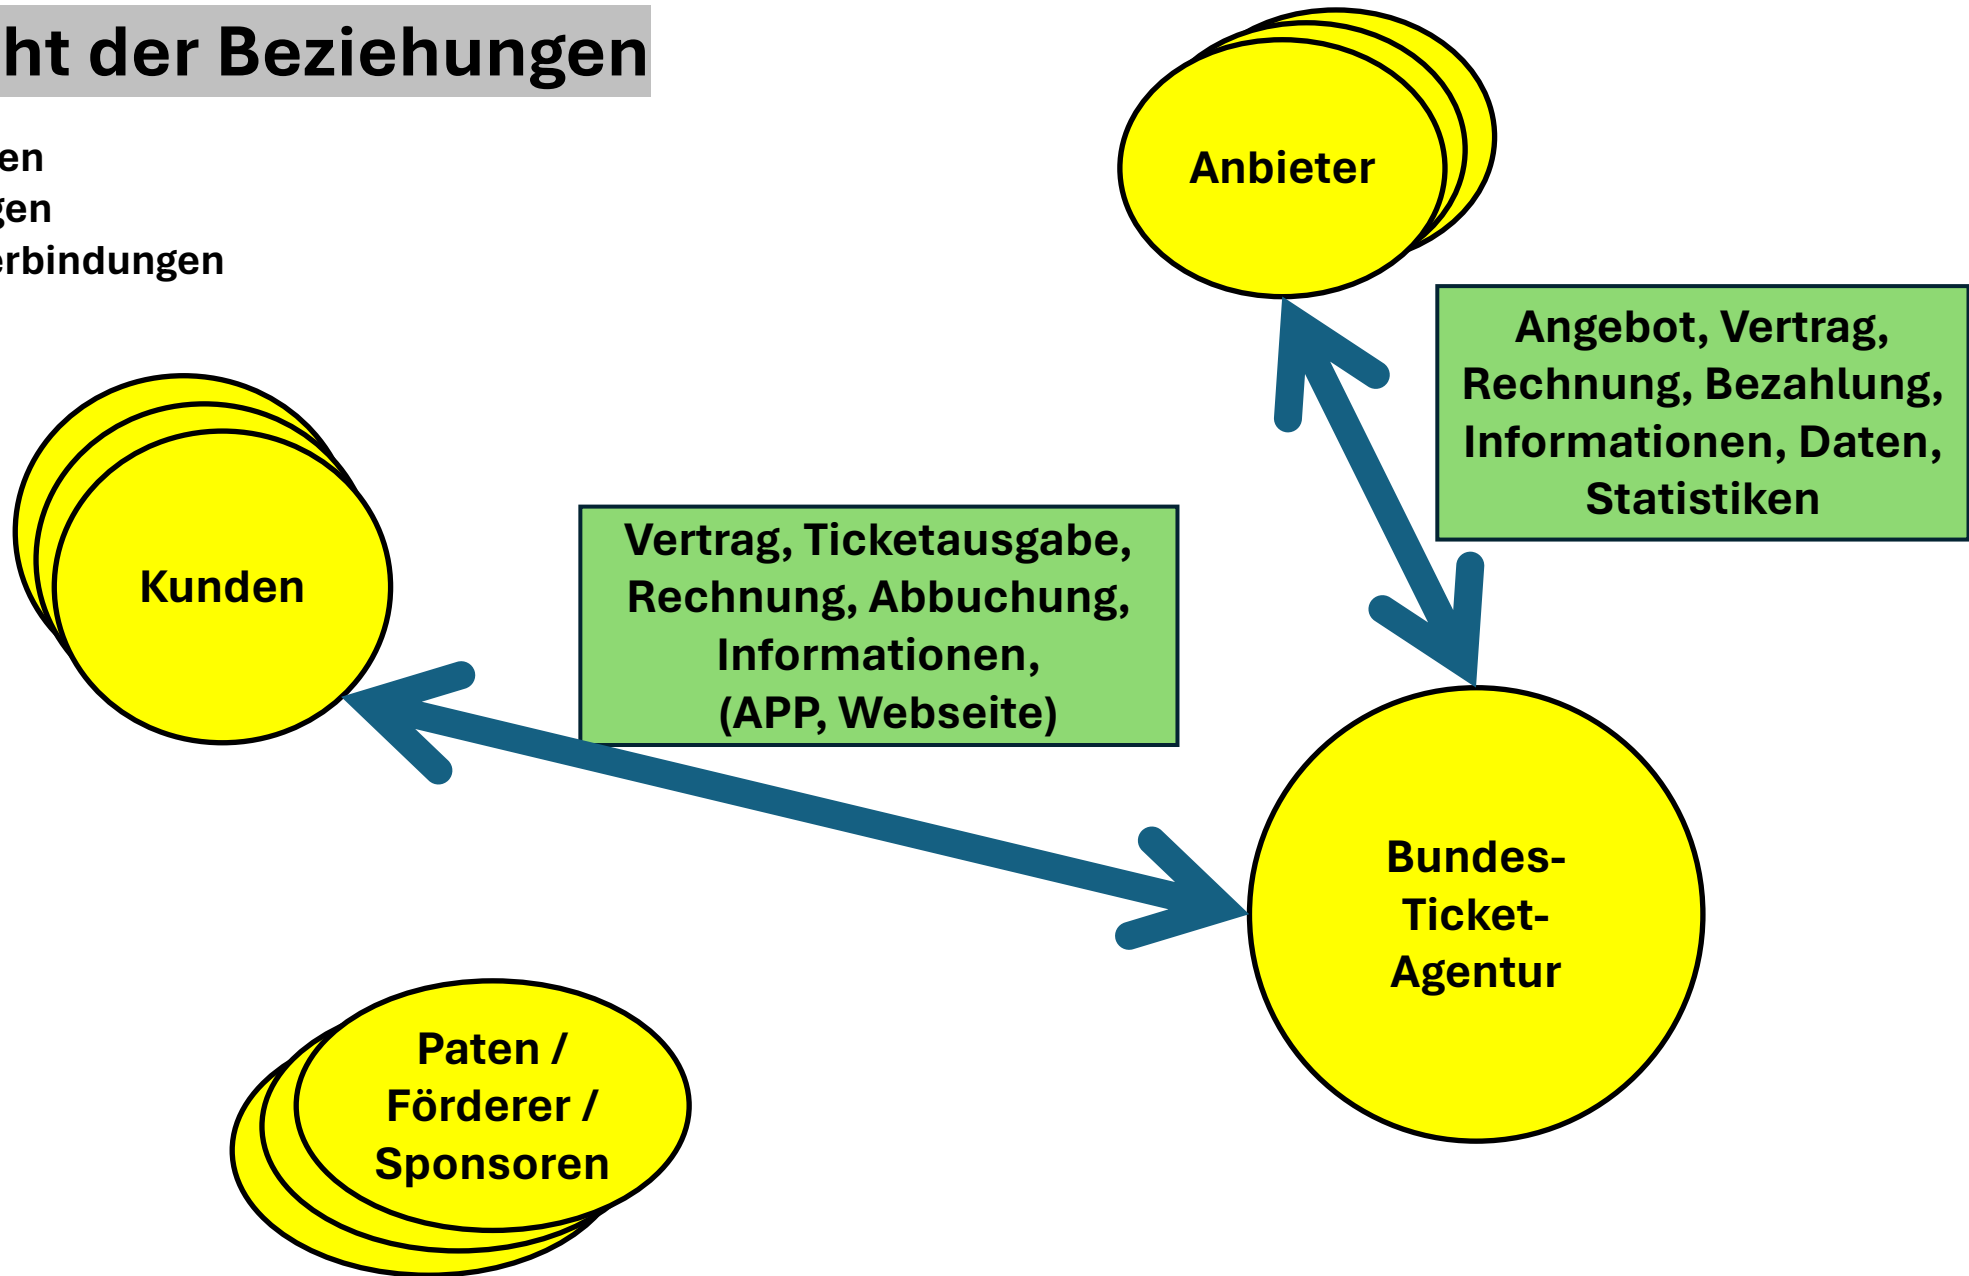 ht der Beziehungen
en
gen
erbindungen
Anbieter
Angebot, Vertrag,
Rechnung, Bezahlung,
Informationen, Daten,
Statistiken
Kunden
Vertrag, Ticketausgabe,
Rechnung, Abbuchung,
Informationen,
(APP, Webseite)
Bundes-
Ticket-
Agentur
Paten /
Förderer /
Sponsoren